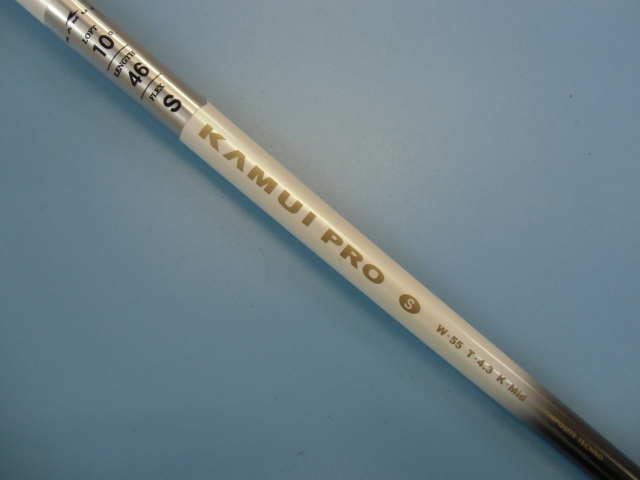 LOFT 10°
LENGTH 46
FLEX S
KAMUI PRO S
W-55 T-4.3 K-Mid